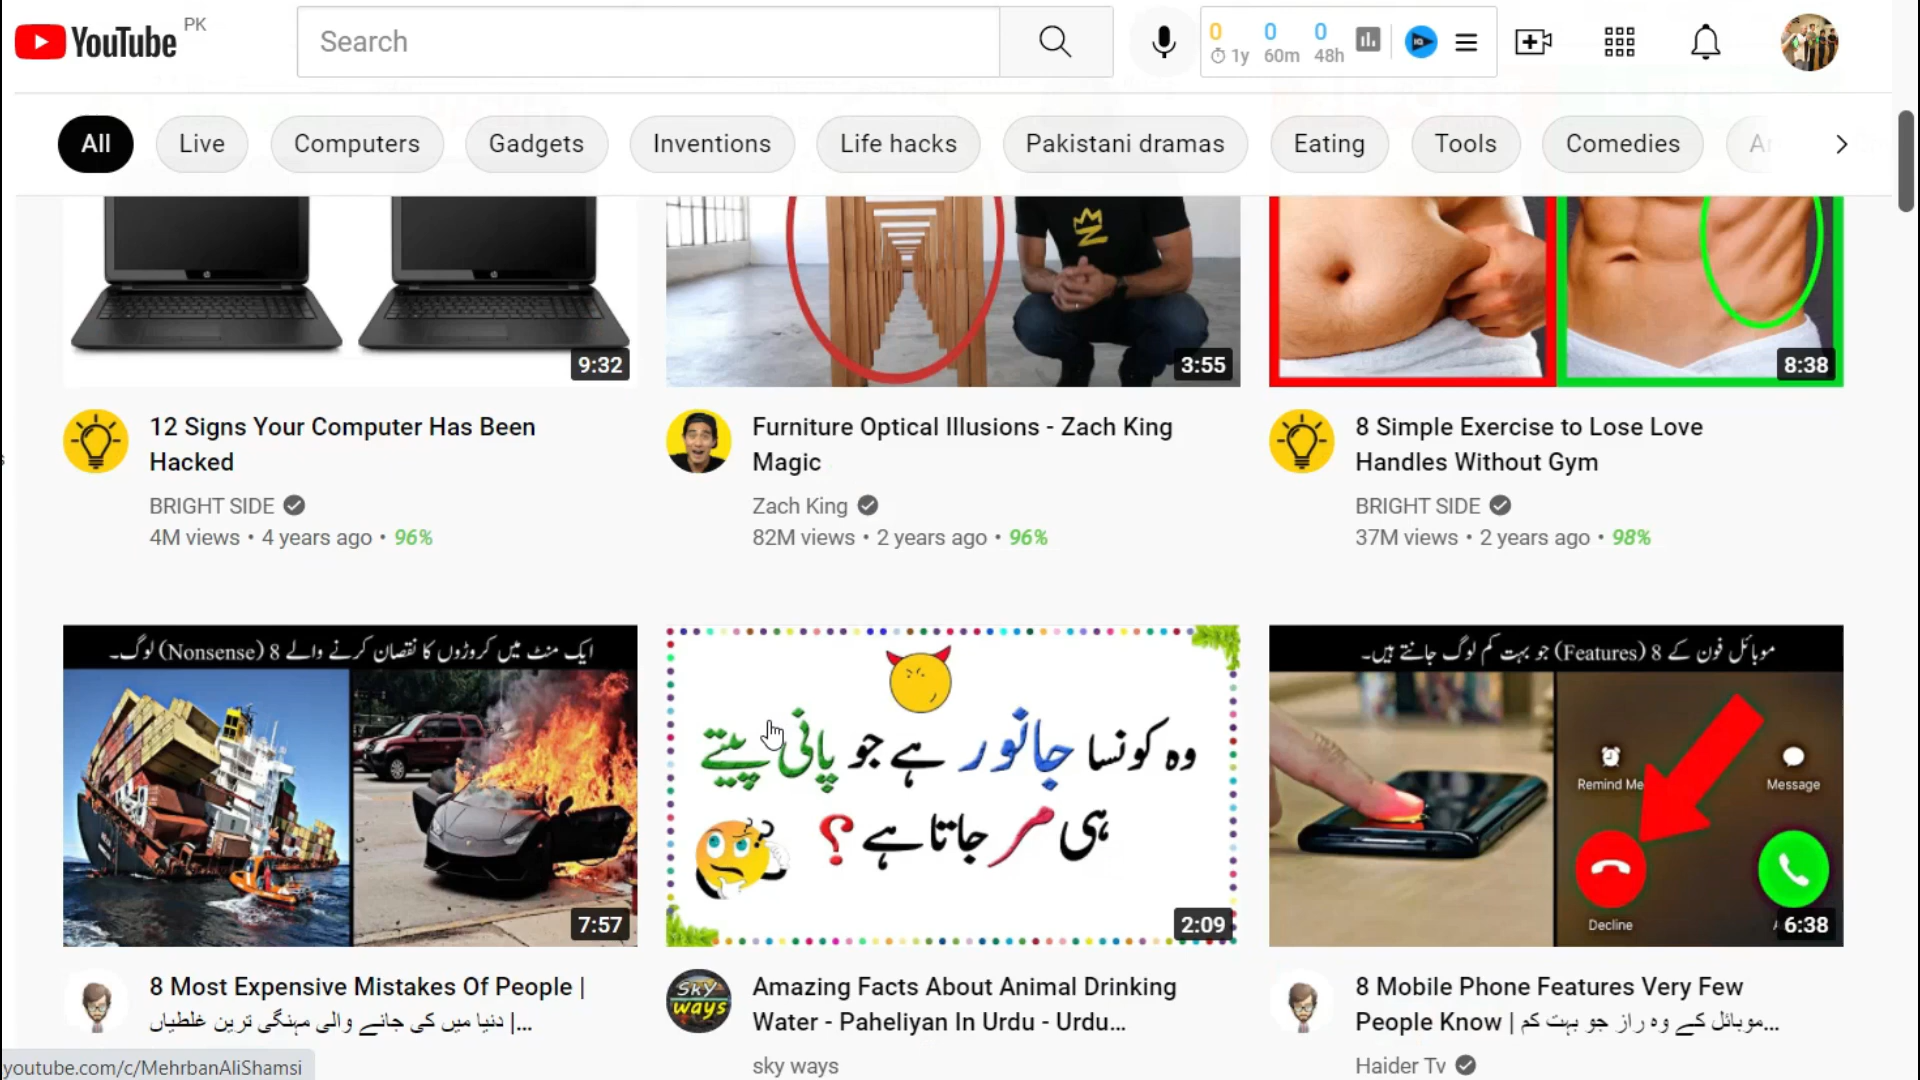 YouTube PK
Search
0 0 0
1y 60m 48h
All Live Computers Gadgets Inventions Life hacks Pakistani dramas Eating Tools Comedies
9:32
3:55
8:38
12 Signs Your Computer Has Been
Hacked
BRIGHT SIDE
4M views • 4 years ago • 96%
Furniture Optical Illusions - Zach King
Magic
Zach King
82M views • 2 years ago • 96%
8 Simple Exercise to Lose Love
Handles Without Gym
BRIGHT SIDE
37M views • 2 years ago • 98%
ایک منٹ میں کروڑوں کا نقصان کرنے والے 8 (Nonsense) لوگ۔
7:57
وہ کونسا جانور ہے جو پانی پیتے
ہی مر جاتا ہے ؟
2:09
موبائل فون کے 8 (Features) جو بہت کم لوگ جانتے ہیں۔
Remind Me
Message
Decline
6:38
8 Most Expensive Mistakes Of People |
دنیا میں کی جانے والی مہنگی ترین غلطیاں |...
SKY
ways
Amazing Facts About Animal Drinking
Water - Paheliyan In Urdu - Urdu...
sky ways
8 Mobile Phone Features Very Few
People Know | موبائل کے وہ راز جو بہت کم...
Haider Tv
youtube.com/c/MehrbanAliShamsi